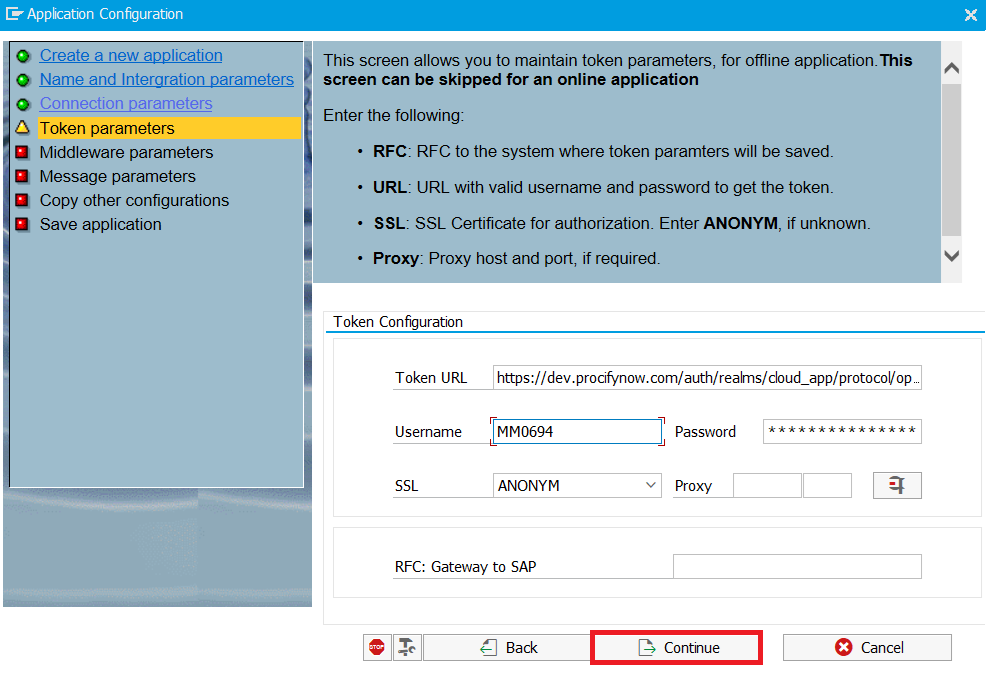 Application Configuration
Create a new application
Name and Intergration parameters
Connection parameters
Token parameters
Middleware parameters
Message parameters
Copy other configurations
Save application
This screen allows you to maintain token parameters, for offline application. This
screen can be skipped for an online application
Enter the following:
• RFC: RFC to the system where token paramters will be saved.
• URL: URL with valid username and password to get the token.
• SSL: SSL Certificate for authorization. Enter ANONYM, if unknown.
• Proxy: Proxy host and port, if required.
Token Configuration
Token URL https://dev.procifynow.com/auth/realms/cloud_app/protocol/op...
Username MM0694 Password ***************
SSL ANONYM Proxy
RFC: Gateway to SAP
STOP Back Continue Cancel